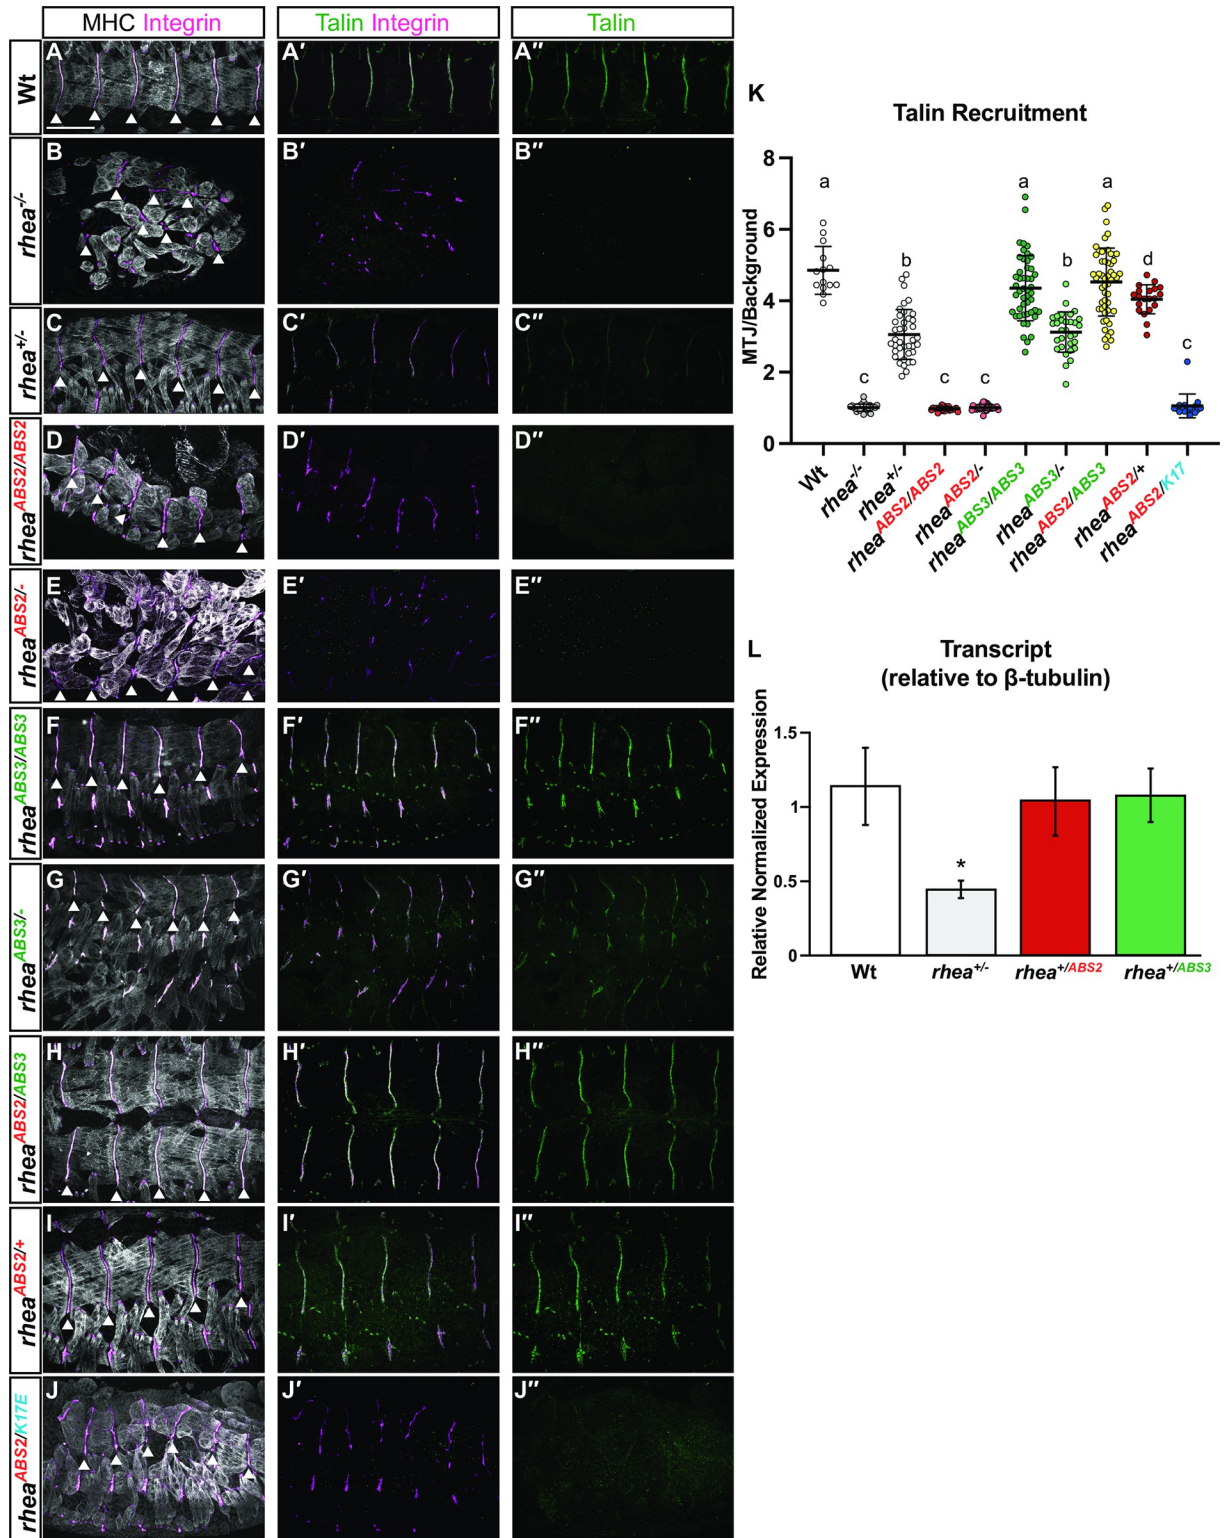 MHC Integrin
Talin Integrin
Talin
Wt
A
A′
A″
rhea-/-
B
B′
B″
rhea+/-
C
C′
C″
rheaABS2/ABS2
D
D′
D″
rheaABS2/-
E
E′
E″
rheaABS3/ABS3
F
F′
F″
rheaABS3/-
G
G′
G″
rheaABS2/ABS3
H
H′
H″
rheaABS2/+
I
I′
I″
rheaABS2/K17E
J
J′
J″
K
Talin Recruitment
MTJ/Background
8
6
4
2
0
a
c
b
c
c
a
b
a
d
c
Wt
rhea-/-
rhea+/-
rheaABS2/ABS2
rheaABS2/-
rheaABS3/ABS3
rheaABS3/-
rheaABS2/ABS3
rheaABS2/+
rheaABS2/K17
L
Transcript
(relative to β-tubulin)
Relative Normalized Expression
1.5
1
0.5
0
*
Wt
rhea+/-
rhea+/ABS2
rhea+/ABS3